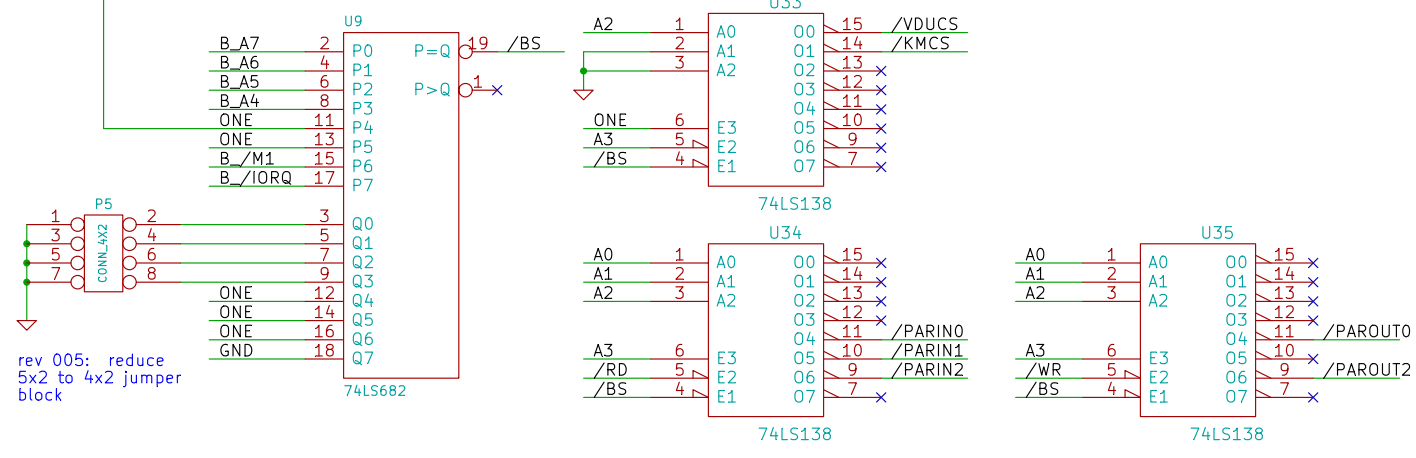 U9
B_A7 2 P0 P=Q 19 /BS
B_A6 4 P1
B_A5 6 P2 P>Q 1
B_A4 8 P3
ONE 11 P4
ONE 13 P5
B_/M1 15 P6
B_/IORQ 17 P7
3 Q0
5 Q1
7 Q2
9 Q3
ONE 12 Q4
ONE 14 Q5
ONE 16 Q6
GND 18 Q7
74LS682
P5
1 2
3 4
5 6
7 8
CONN_4X2
rev 005: reduce
5x2 to 4x2 jumper
block
U33
A2 1 A0 O0 15 /VDUCS
2 A1 O1 14 /KMCS
3 A2 O2 13
O3 12
O4 11
ONE 6 E3 O5 10
A3 5 E2 O6 9
/BS 4 E1 O7 7
74LS138
U34
A0 1 A0 O0 15
A1 2 A1 O1 14
A2 3 A2 O2 13
O3 12
O4 11 /PARIN0
A3 6 E3 O5 10 /PARIN1
/RD 5 E2 O6 9 /PARIN2
/BS 4 E1 O7 7
74LS138
U35
A0 1 A0 O0 15
A1 2 A1 O1 14
A2 3 A2 O2 13
O3 12
O4 11 /PAROUT0
A3 6 E3 O5 10
/WR 5 E2 O6 9 /PAROUT2
/BS 4 E1 O7 7
74LS138